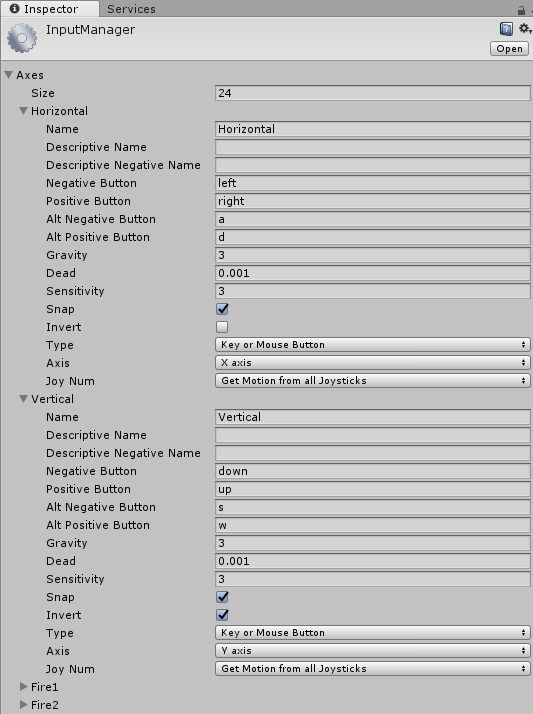 Inspector Services
InputManager
Open
Axes
Size 24
Horizontal
Name Horizontal
Descriptive Name
Descriptive Negative Name
Negative Button left
Positive Button right
Alt Negative Button a
Alt Positive Button d
Gravity 3
Dead 0.001
Sensitivity 3
Snap
Invert
Type Key or Mouse Button
Axis X axis
Joy Num Get Motion from all Joysticks
Vertical
Name Vertical
Descriptive Name
Descriptive Negative Name
Negative Button down
Positive Button up
Alt Negative Button s
Alt Positive Button w
Gravity 3
Dead 0.001
Sensitivity 3
Snap
Invert
Type Key or Mouse Button
Axis Y axis
Joy Num Get Motion from all Joysticks
Fire1
Fire2